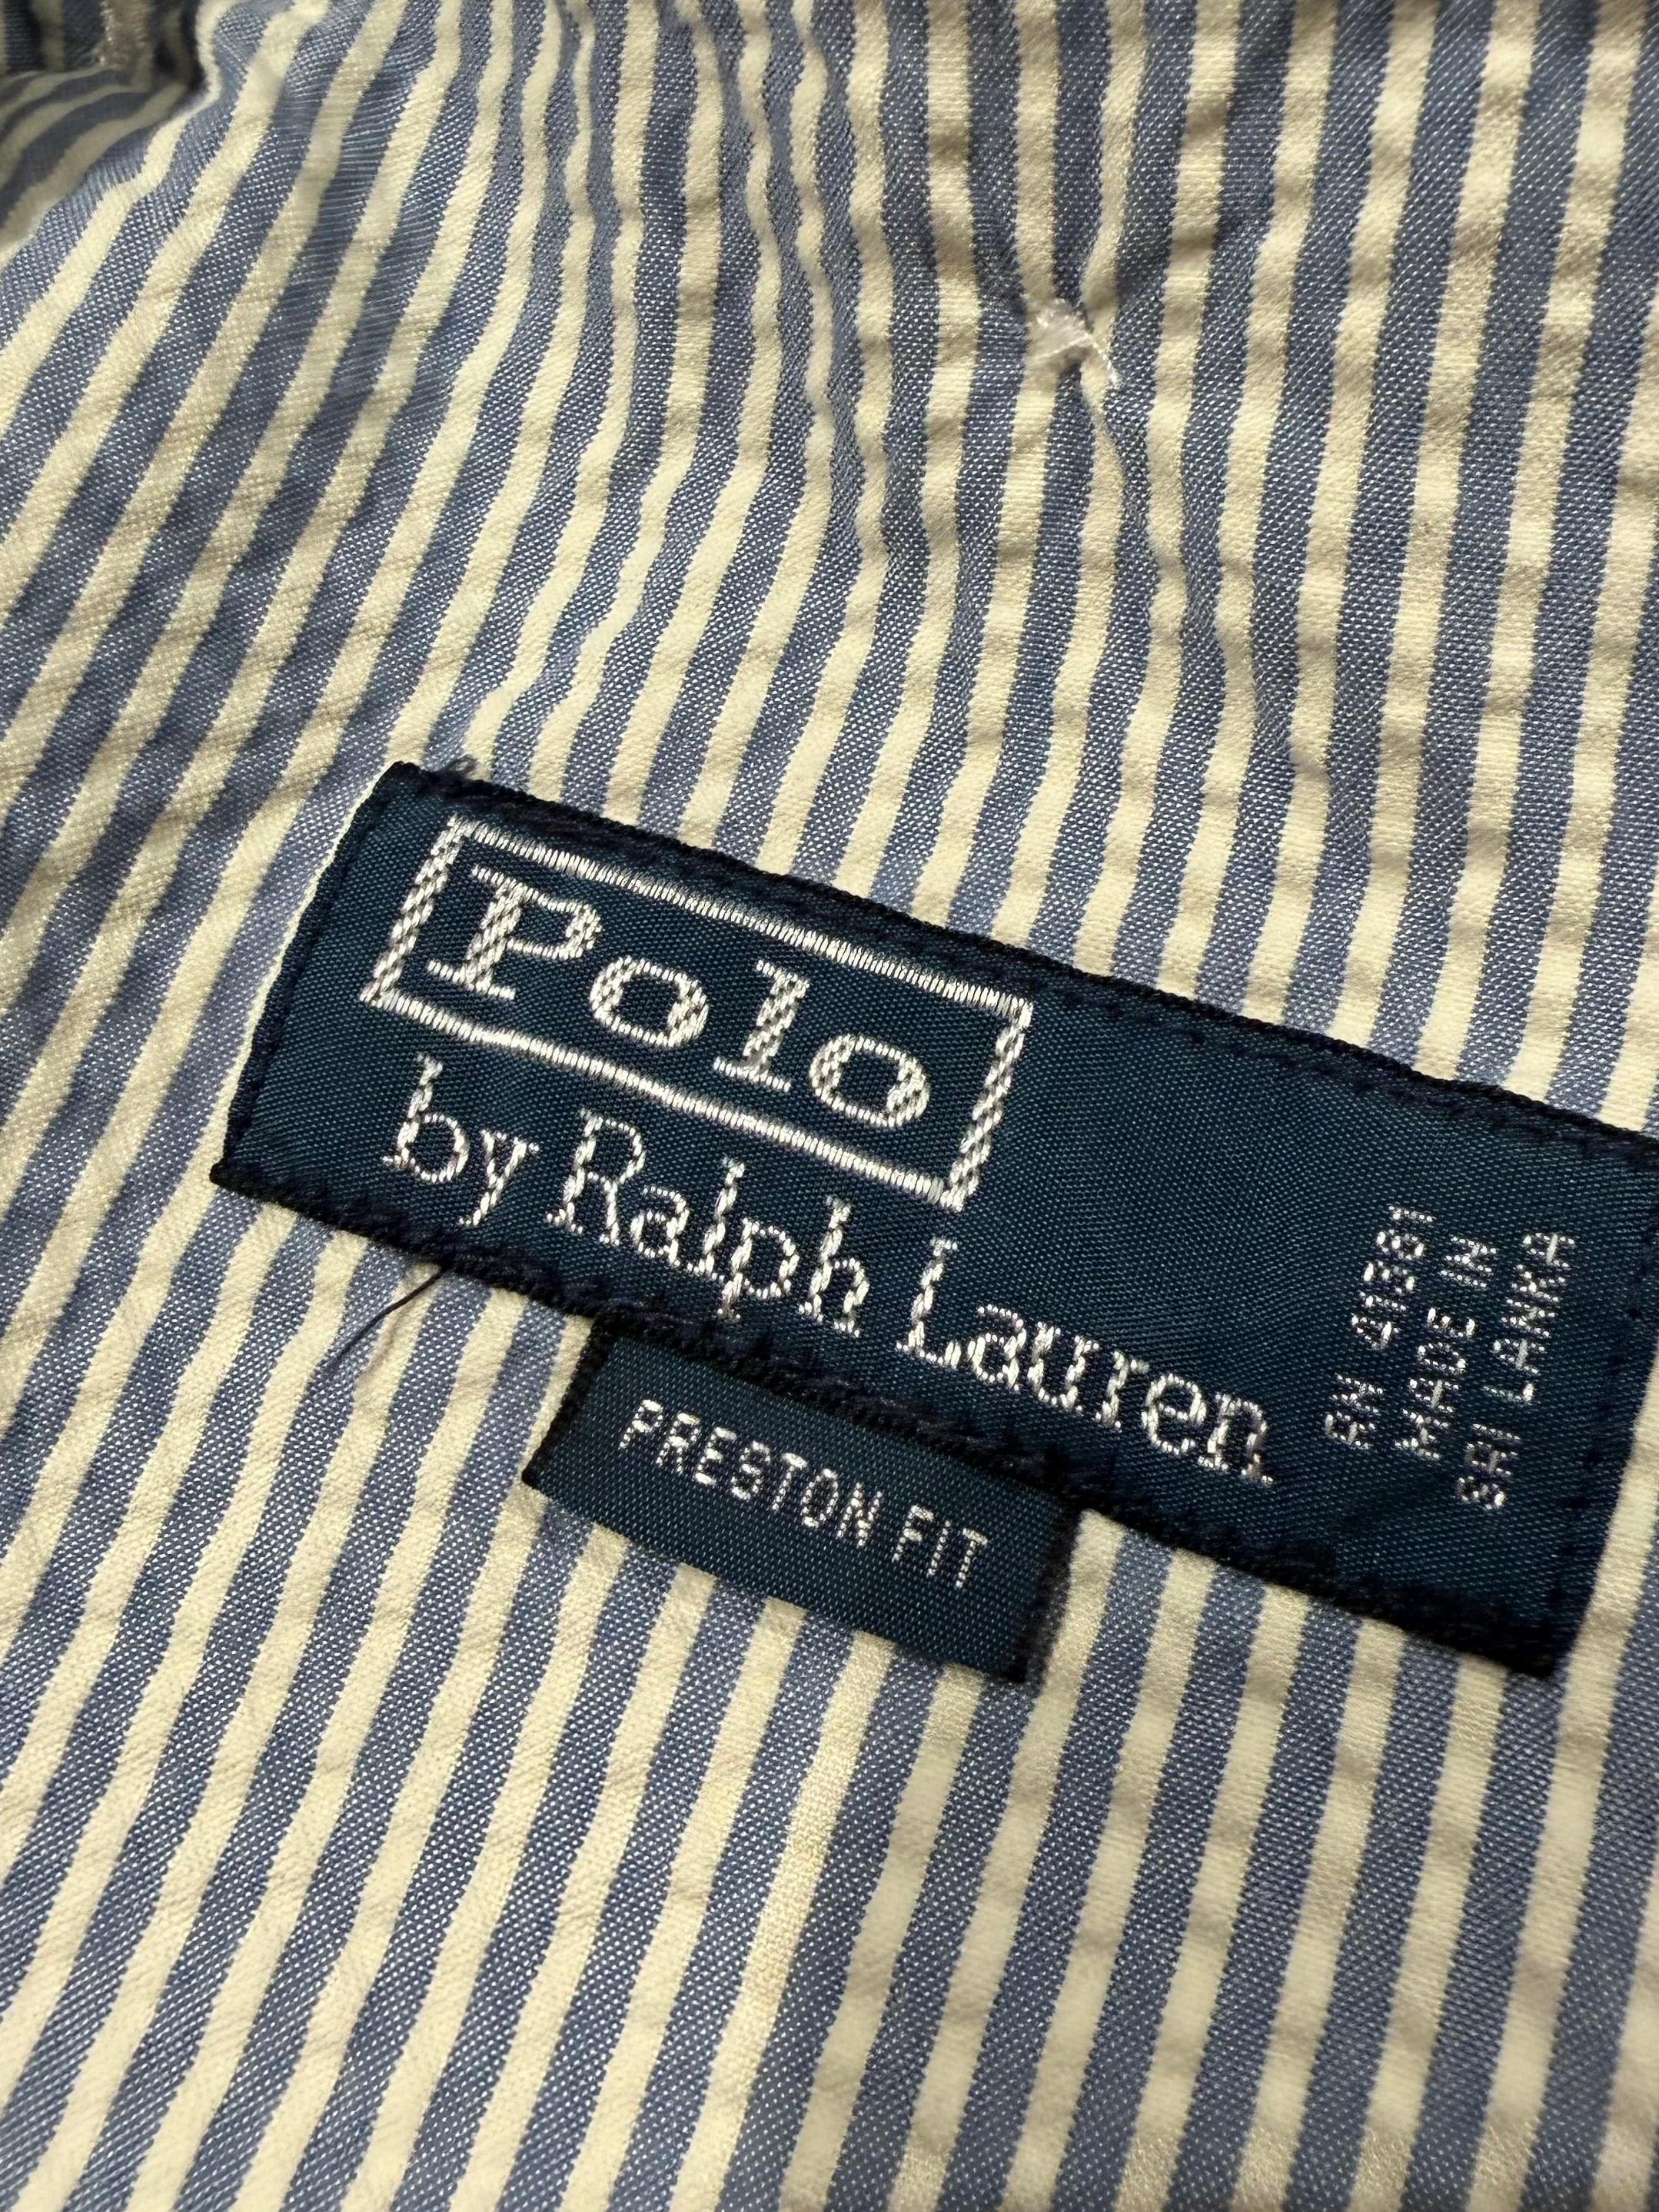 Polo
by Ralph Lauren
RN 41381
MADE IN
SRI LANKA
PRESTON FIT